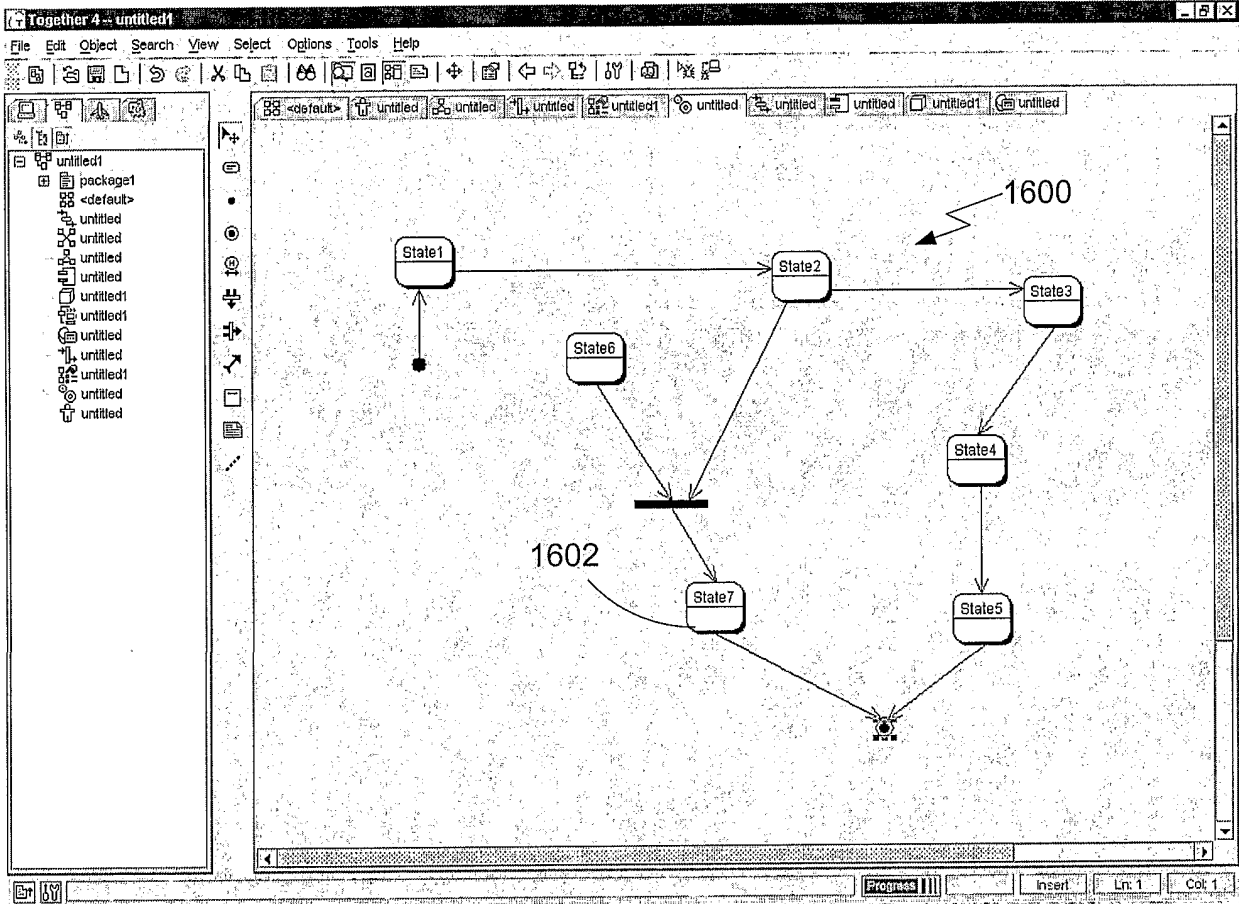 Together 4 -- untitled1
File Edit Object Search View Select Options Tools Help
<default> untitled untitled untitled untitled1 untitled untitled untitled untitled1 untitled
untitled1
package1
<default>
untitled
untitled
untitled
untitled
untitled1
untitled1
untitled
untitled
untitled1
untitled
untitled
H
1600
State1
State2
State3
State6
State4
1602
State7
State5
Progress
Insert
Ln: 1
Col: 1